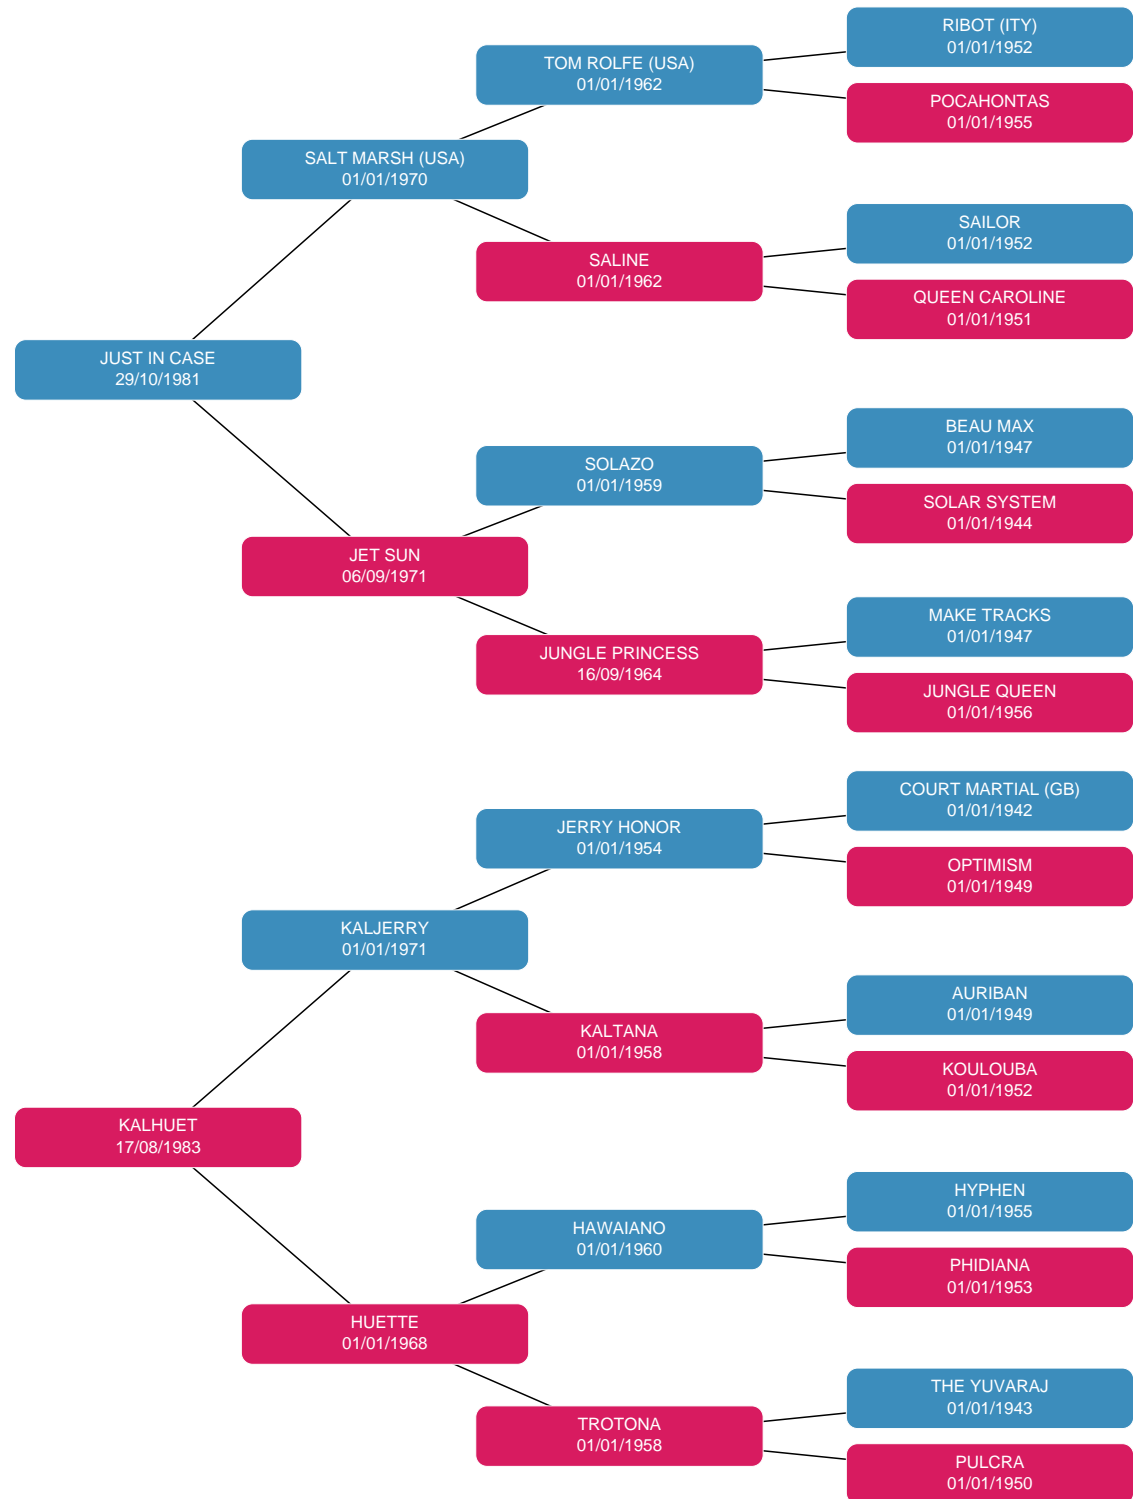 RIBOT (ITY)
01/01/1952
TOM ROLFE (USA)
01/01/1962
POCAHONTAS
01/01/1955
SALT MARSH (USA)
01/01/1970
SAILOR
01/01/1952
SALINE
01/01/1962
QUEEN CAROLINE
01/01/1951
JUST IN CASE
29/10/1981
BEAU MAX
01/01/1947
SOLAZO
01/01/1959
SOLAR SYSTEM
01/01/1944
JET SUN
06/09/1971
MAKE TRACKS
01/01/1947
JUNGLE PRINCESS
16/09/1964
JUNGLE QUEEN
01/01/1956
COURT MARTIAL (GB)
01/01/1942
JERRY HONOR
01/01/1954
OPTIMISM
01/01/1949
KALJERRY
01/01/1971
AURIBAN
01/01/1949
KALTANA
01/01/1958
KOULOUBA
01/01/1952
KALHUET
17/08/1983
HYPHEN
01/01/1955
HAWAIANO
01/01/1960
PHIDIANA
01/01/1953
HUETTE
01/01/1968
THE YUVARAJ
01/01/1943
TROTONA
01/01/1958
PULCRA
01/01/1950